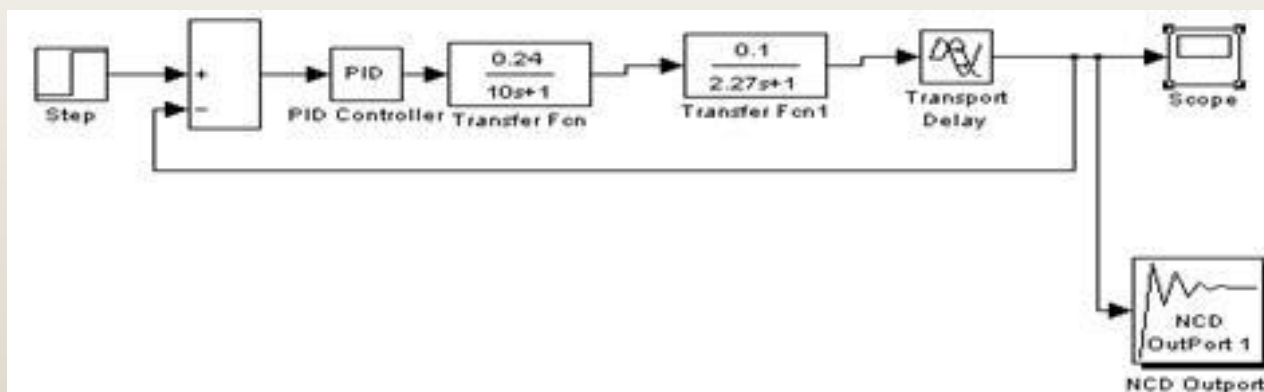 Step
+
−
PID
PID Controller
0.24
10s+1
Transfer Fcn
0.1
2.27s+1
Transfer Fcn1
Transport
Delay
Scope
NCD
OutPort 1
NCD Outport